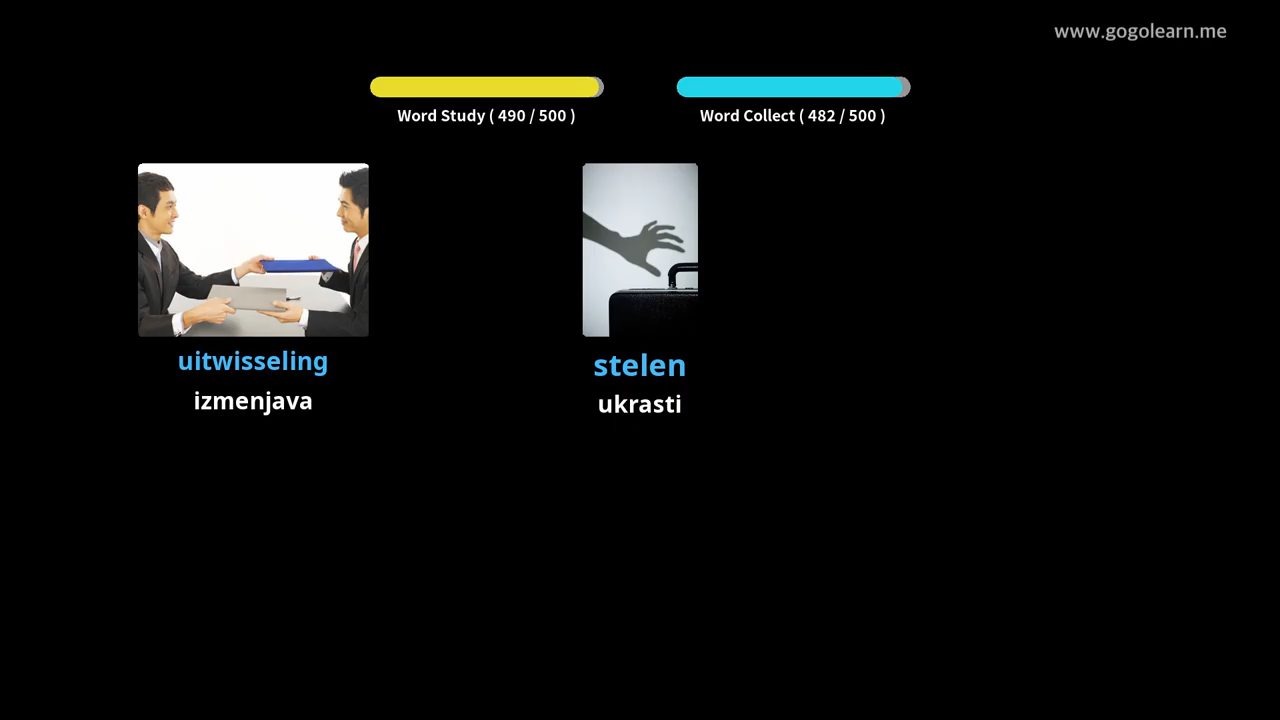 www.gogolearn.me
Word Study ( 490 / 500 )
Word Collect ( 482 / 500 )
uitwisseling
izmenjava
stelen
ukrasti